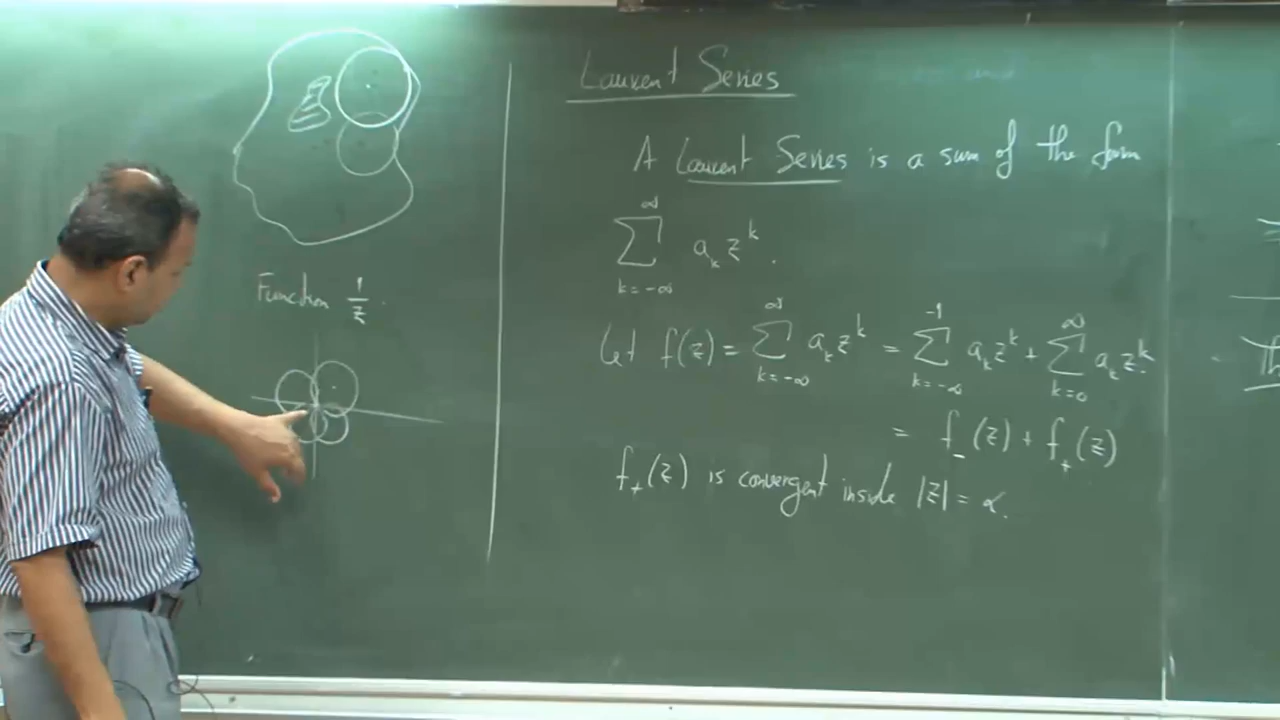 Function 1/z.
Laurent Series
A Laurent Series is a sum of the form
∞
∑ a_k z^k.
k=-∞
Let f(z) = ∑_{k=-∞}^{∞} a_k z^k = ∑_{k=-∞}^{-1} a_k z^k + ∑_{k=0}^{∞} a_k z^k.
= f_-(z) + f_+(z)
f_+(z) is convergent inside |z| = α.